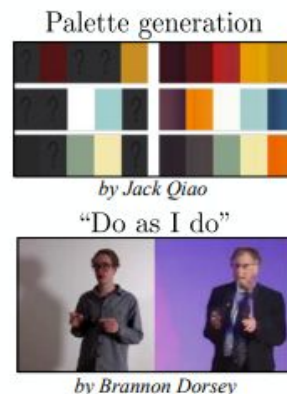 Palette generation
by Jack Qiao
“Do as I do”
by Brannon Dorsey